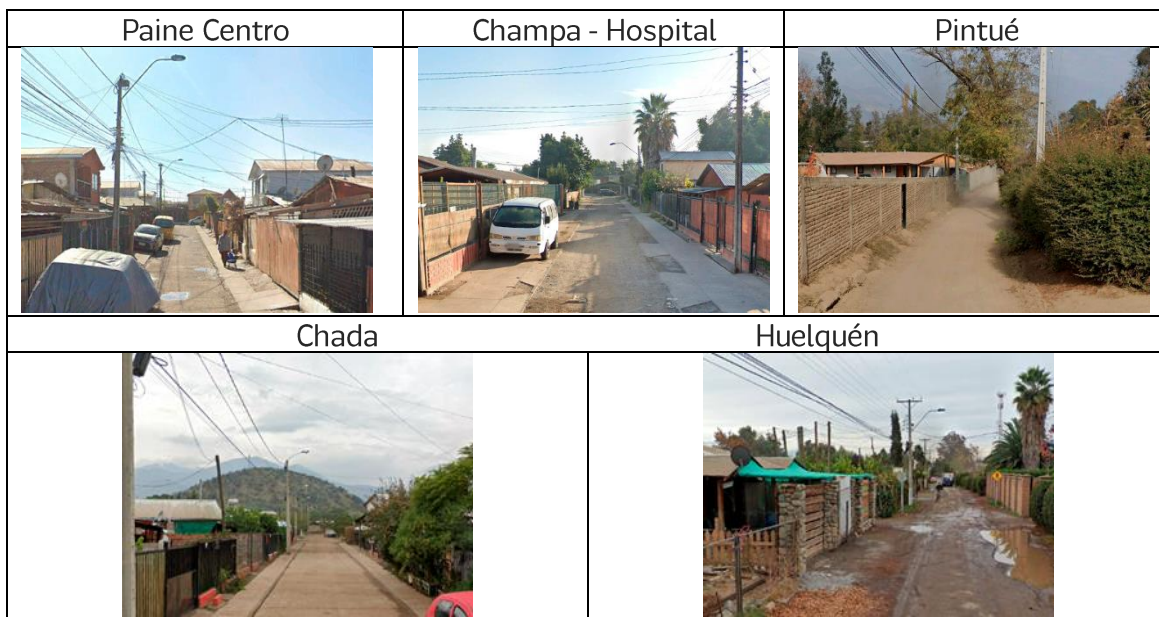 Paine Centro
Champa - Hospital
Pintué
Chada
Huelquén